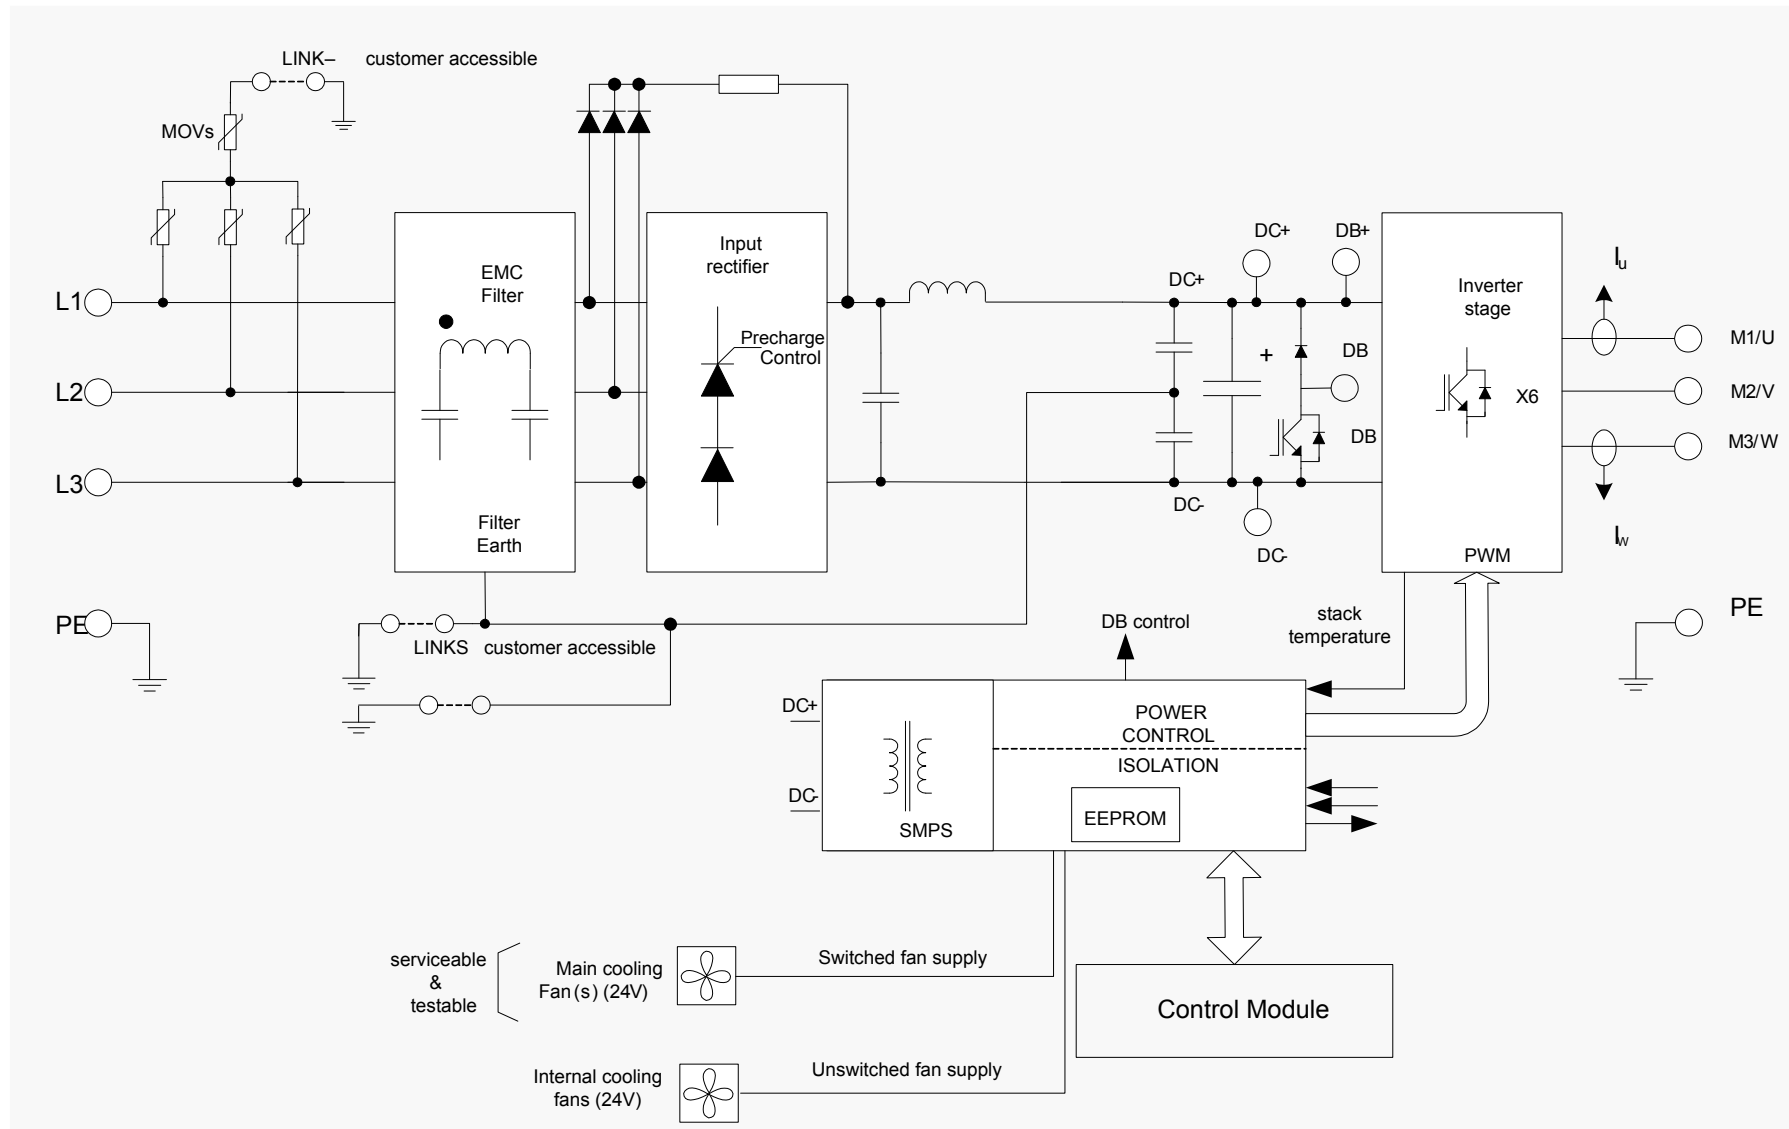 LINK–
customer accessible
MOVs
L1
L2
L3
PE
EMC
Filter
Filter
Earth
Input
rectifier
Precharge
Control
LINKS
customer accessible
DC+
DC+
DB+
+
DB
DB
DC-
DC-
Inverter
stage
X6
PWM
Iu
Iw
M1/U
M2/V
M3/W
PE
stack
temperature
DB control
DC+
DC-
SMPS
POWER
CONTROL
ISOLATION
EEPROM
Control Module
serviceable
&
testable
Main cooling
Fan(s) (24V)
Switched fan supply
Internal cooling
fans (24V)
Unswitched fan supply